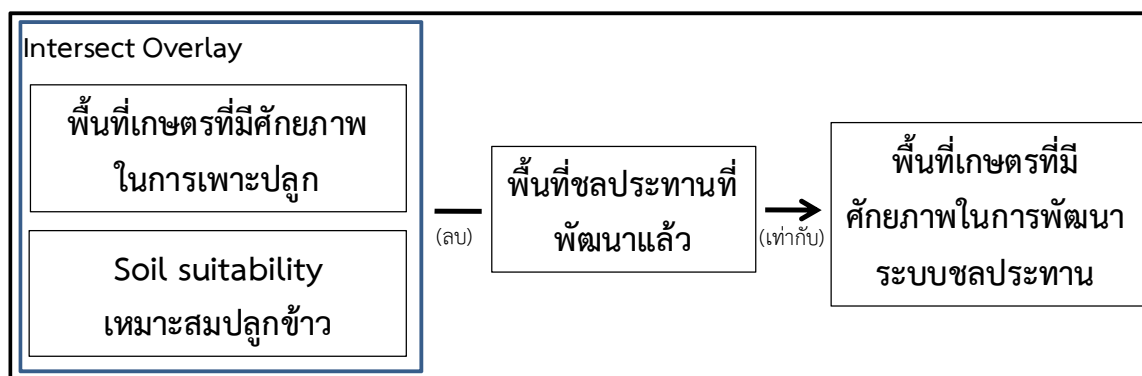 Intersect Overlay
พื้นที่เกษตรที่มีศักยภาพ
ในการเพาะปลูก
Soil suitability
เหมาะสมปลูกข้าว
(ลบ)
พื้นที่ชลประทานที่
พัฒนาแล้ว
(เท่ากับ)
พื้นที่เกษตรที่มี
ศักยภาพในการพัฒนา
ระบบชลประทาน